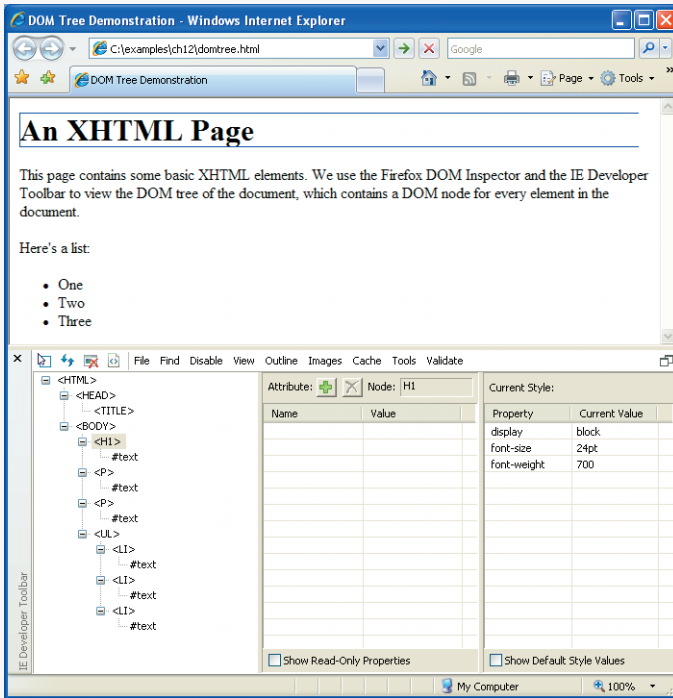 DOM Tree Demonstration - Windows Internet Explorer
C:\examples\ch12\domtree.html
Google
DOM Tree Demonstration
Page
Tools
»
An XHTML Page
This page contains some basic XHTML elements. We use the Firefox DOM Inspector and the IE Developer
Toolbar to view the DOM tree of the document, which contains a DOM node for every element in the
document.
Here's a list:
• One
• Two
• Three
File Find Disable View Outline Images Cache Tools Validate
<HTML>
<HEAD>
<TITLE>
<BODY>
<H1>
#text
<P>
#text
<P>
#text
<UL>
<LI>
#text
<LI>
#text
<LI>
#text
IE Developer Toolbar
Attribute: Node: H1
Name Value
Show Read-Only Properties
Current Style:
Property Current Value
display block
font-size 24pt
font-weight 700
Show Default Style Values
My Computer
100%